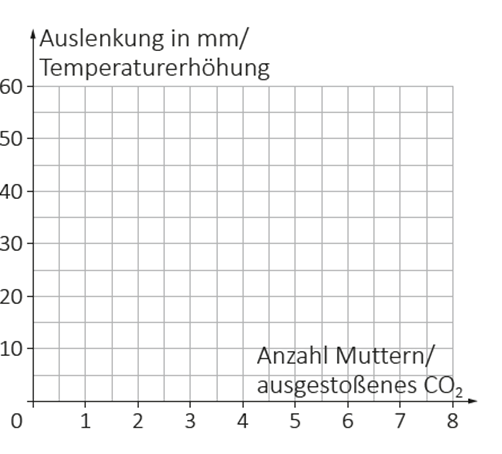 Auslenkung in mm/
Temperaturerhöhung
60
50
40
30
20
10
Anzahl Muttern/
ausgestoßenes CO₂
0 1 2 3 4 5 6 7 8